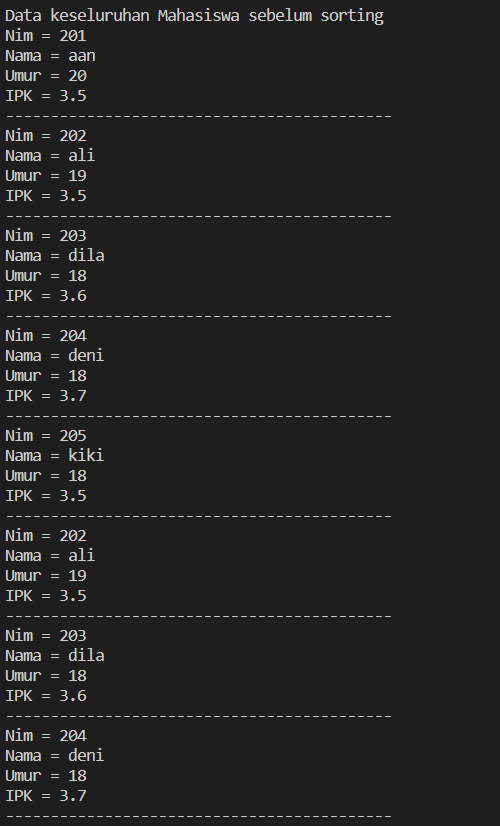 Data keseluruhan Mahasiswa sebelum sorting
Nim = 201
Nama = aan
Umur = 20
IPK = 3.5
-------------------------------------------
Nim = 202
Nama = ali
Umur = 19
IPK = 3.5
-------------------------------------------
Nim = 203
Nama = dila
Umur = 18
IPK = 3.6
-------------------------------------------
Nim = 204
Nama = deni
Umur = 18
IPK = 3.7
-------------------------------------------
Nim = 205
Nama = kiki
Umur = 18
IPK = 3.5
-------------------------------------------
Nim = 202
Nama = ali
Umur = 19
IPK = 3.5
-------------------------------------------
Nim = 203
Nama = dila
Umur = 18
IPK = 3.6
-------------------------------------------
Nim = 204
Nama = deni
Umur = 18
IPK = 3.7
-------------------------------------------